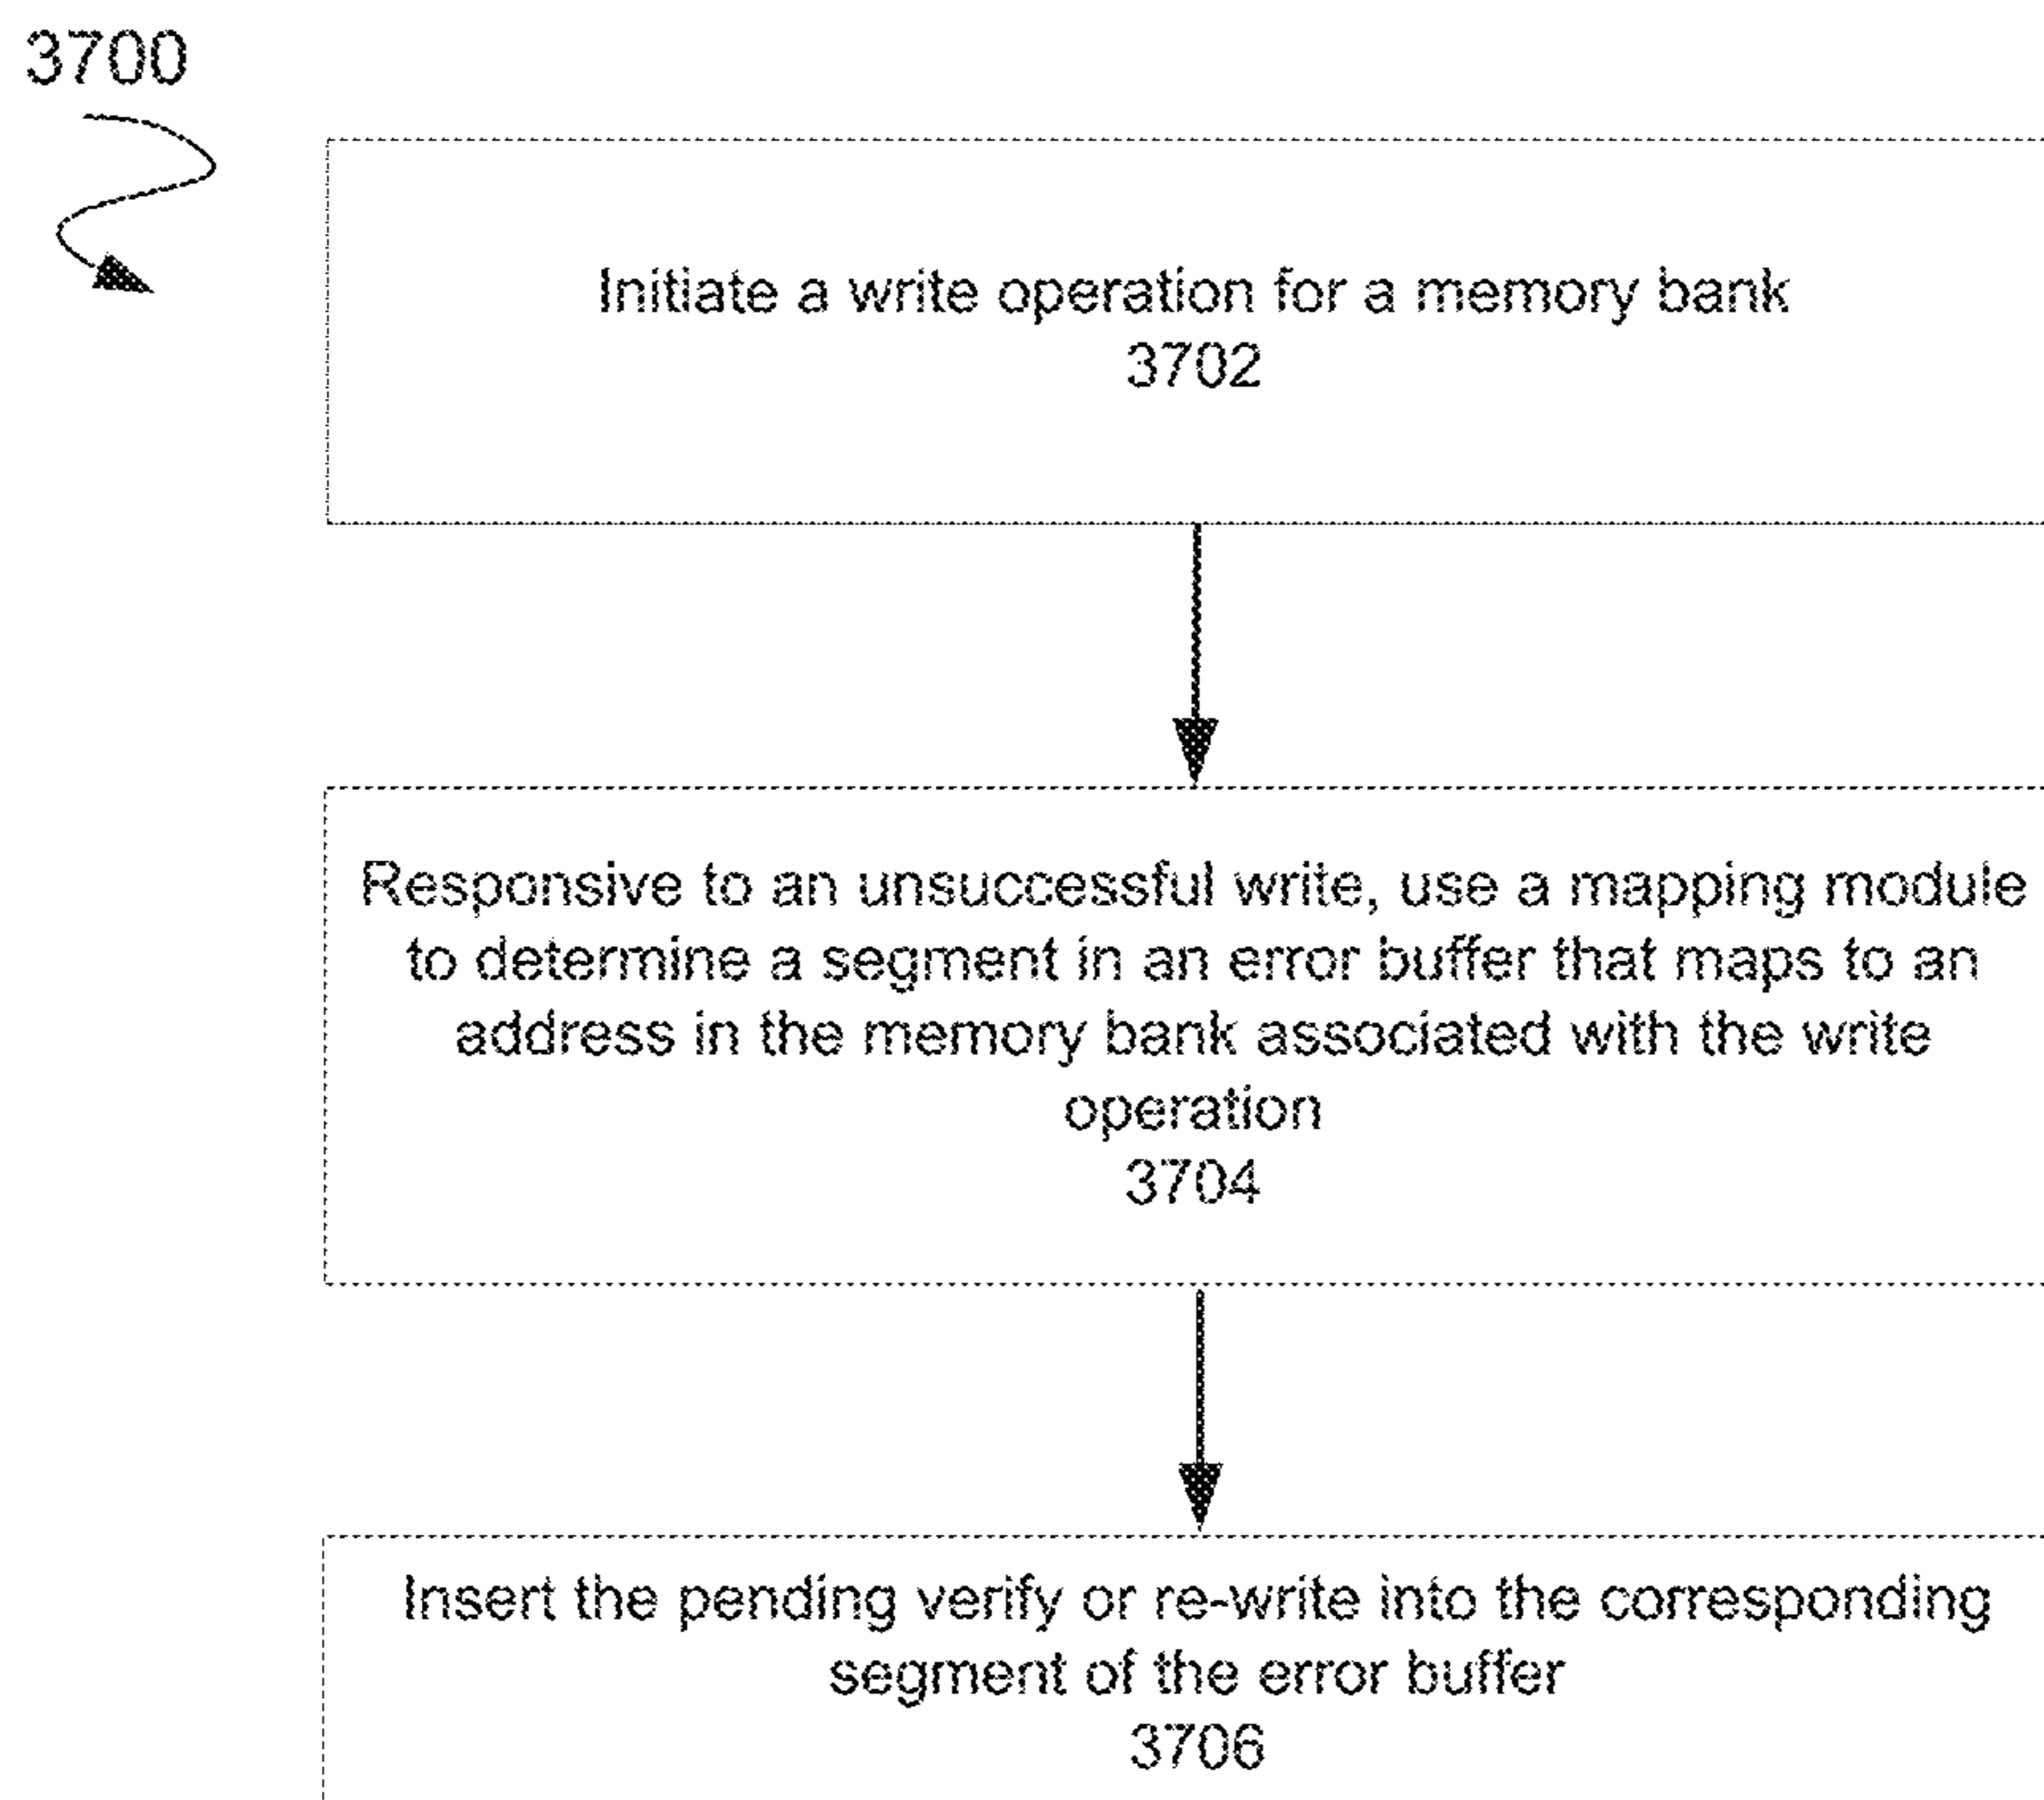 3700
Initiate a write operation for a memory bank
3702
Responsive to an unsuccessful write, use a mapping module
to determine a segment in an error buffer that maps to an
address in the memory bank associated with the write
operation
3704
Insert the pending verify or re-write into the corresponding
segment of the error buffer
3706